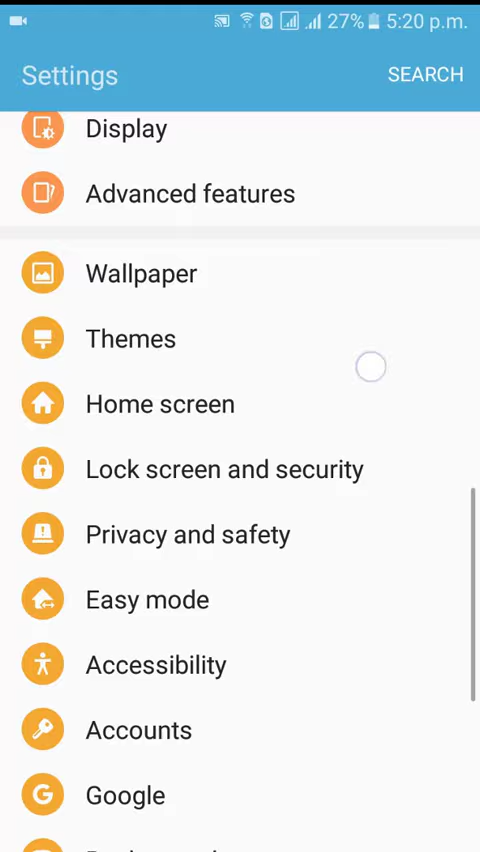 27% 5:20 p.m.
Settings SEARCH
Display
Advanced features
Wallpaper
Themes
Home screen
Lock screen and security
Privacy and safety
Easy mode
Accessibility
Accounts
Google